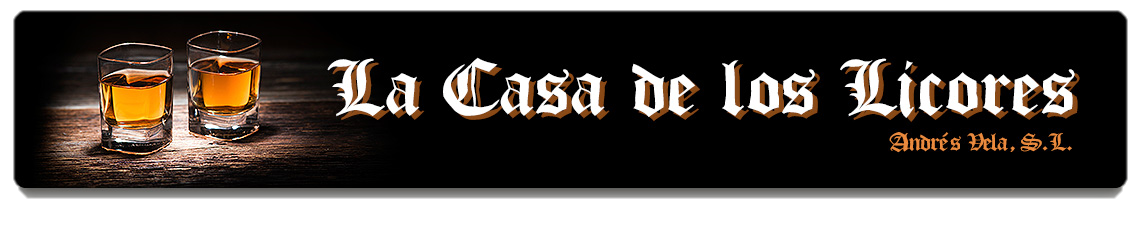 La Casa de los Licores
Andrés Vela, S.L.